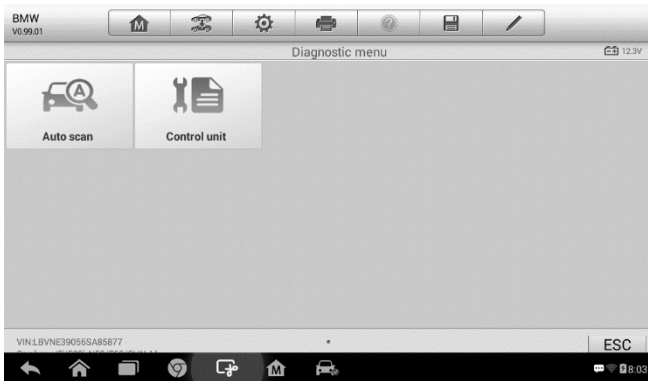 BMW
V0.99.01
M
?
Diagnostic menu
12.3V
A
Auto scan
Control unit
VIN:LBVNE39056SA85877
ESC
M
8:03